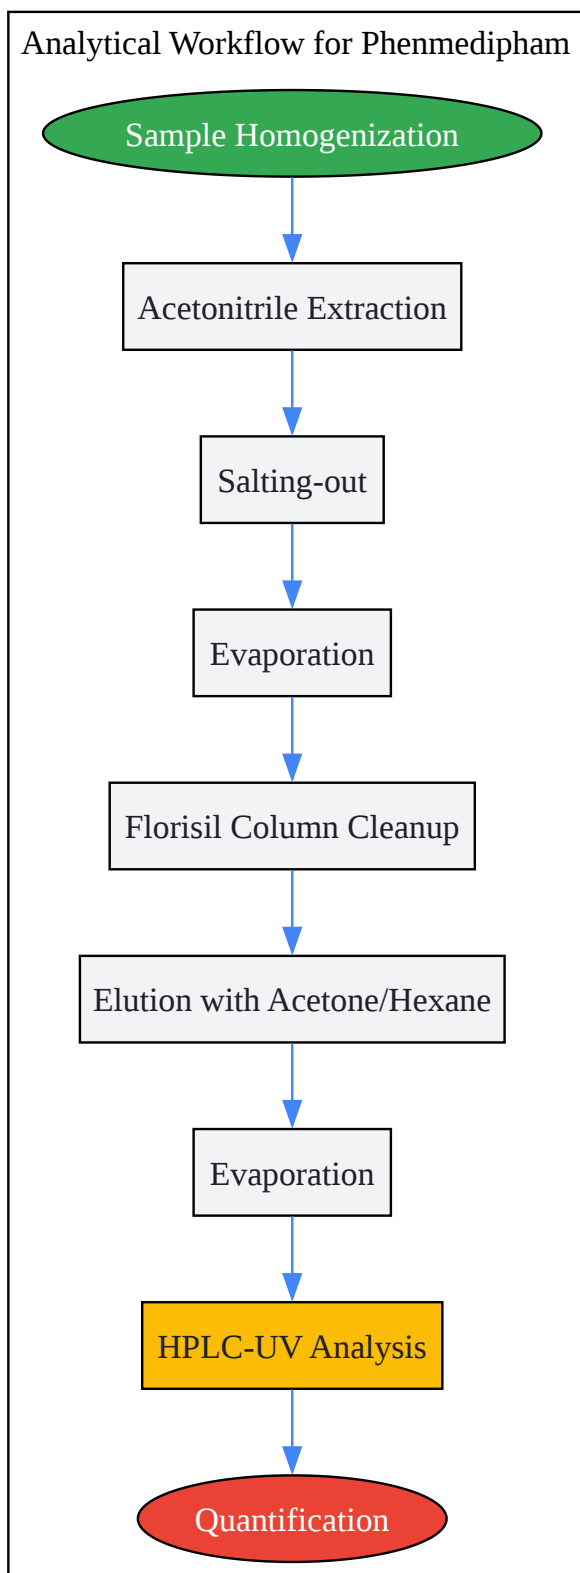 Analytical Workflow for Phenmedipham
Sample Homogenization
Acetonitrile Extraction
Salting-out
Evaporation
Florisil Column Cleanup
Elution with Acetone/Hexane
Evaporation
HPLC-UV Analysis
Quantification